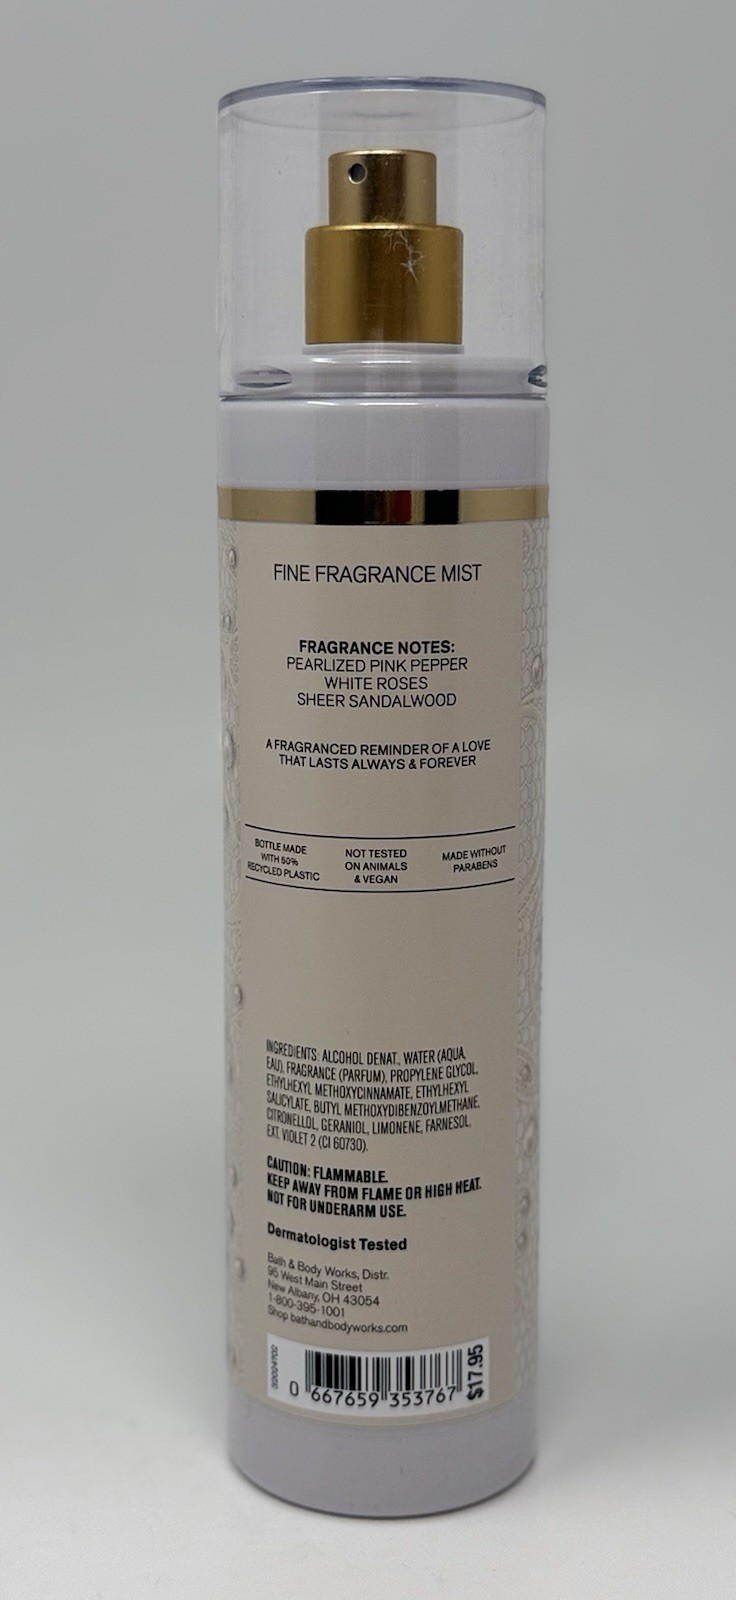 FINE FRAGRANCE MIST
FRAGRANCE NOTES:
PEARLIZED PINK PEPPER
WHITE ROSES
SHEER SANDALWOOD
A FRAGRANCED REMINDER OF A LOVE
THAT LASTS ALWAYS & FOREVER
BOTTLE MADE
WITH 50%
RECYCLED PLASTIC
NOT TESTED
ON ANIMALS
& VEGAN
MADE WITHOUT
PARABENS
INGREDIENTS: ALCOHOL DENAT., WATER (AQUA,
EAU), FRAGRANCE (PARFUM), PROPYLENE GLYCOL,
ETHYLHEXYL METHOXYCINNAMATE, ETHYLHEXYL
SALICYLATE, BUTYL METHOXYDIBENZOYLMETHANE,
CITRONELLOL, GERANIOL, LIMONENE, FARNESOL,
EXT. VIOLET 2 (CI 60730).
CAUTION: FLAMMABLE.
KEEP AWAY FROM FLAME OR HIGH HEAT.
NOT FOR UNDERARM USE.
Dermatologist Tested
Bath & Body Works, Distr.
95 West Main Street
New Albany, OH 43054
1-800-395-1001
Shop bathandbodyworks.com
0 667659 353767
$17.95